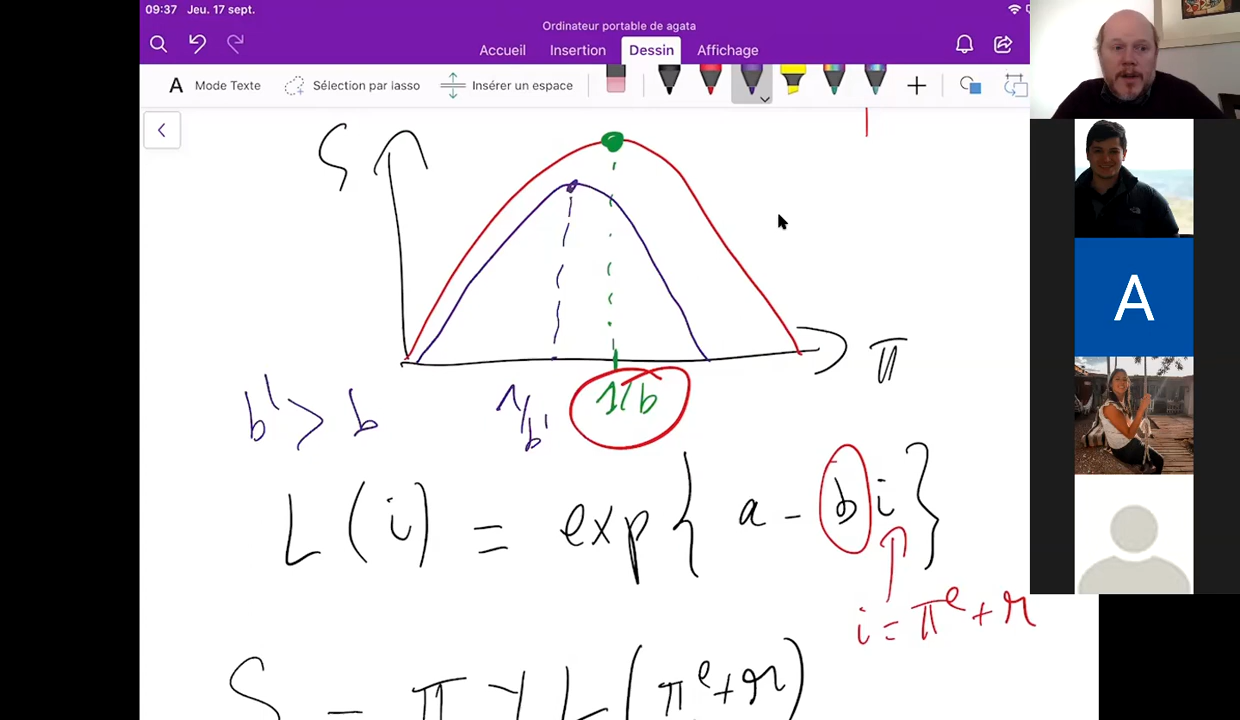 09:37 Jeu. 17 sept.
Ordinateur portable de agata
Accueil Insertion Dessin Affichage
A Mode Texte Sélection par lasso Insérer un espace
S
π
b' > b 1/b' 1/b
L (i) = exp{ a - bi}
A
i = π^e + r
S = π Y L (π^e + r)